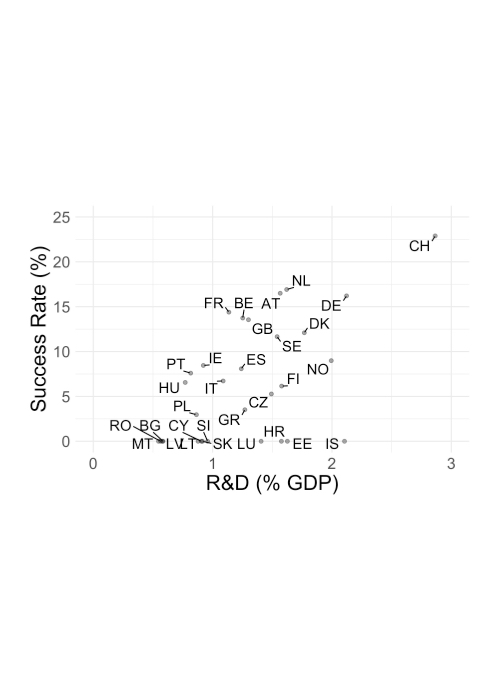 25
CH
20
NL
FR BE AT
DE
15
DK
GB
SE
10
PT
IE
ES
NO
HU
IT
FI
5
PL
CZ
GR
RO BG CY SI
HR
0
MT LV LT SK LU EE IS
0 1 2 3
R&D (% GDP)
Success Rate (%)